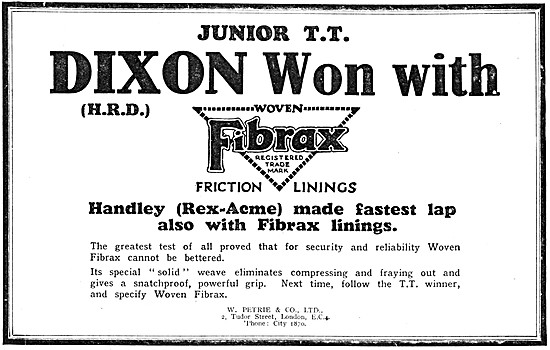 JUNIOR T.T.
DIXON Won with
(H.R.D.)
WOVEN
Fibrax
REGISTERED
TRADE
MARK
FRICTION LININGS
Handley (Rex-Acme) made fastest lap
also with Fibrax linings.
The greatest test of all proved that for security and reliability Woven
Fibrax cannot be bettered.
Its special "solid" weave eliminates compressing and fraying out and
gives a snatchproof, powerful grip. Next time, follow the T.T. winner,
and specify Woven Fibrax.
W. PETRIE & CO., LTD.,
2, Tudor Street, London, E.C.4.
'Phone: City 1870.